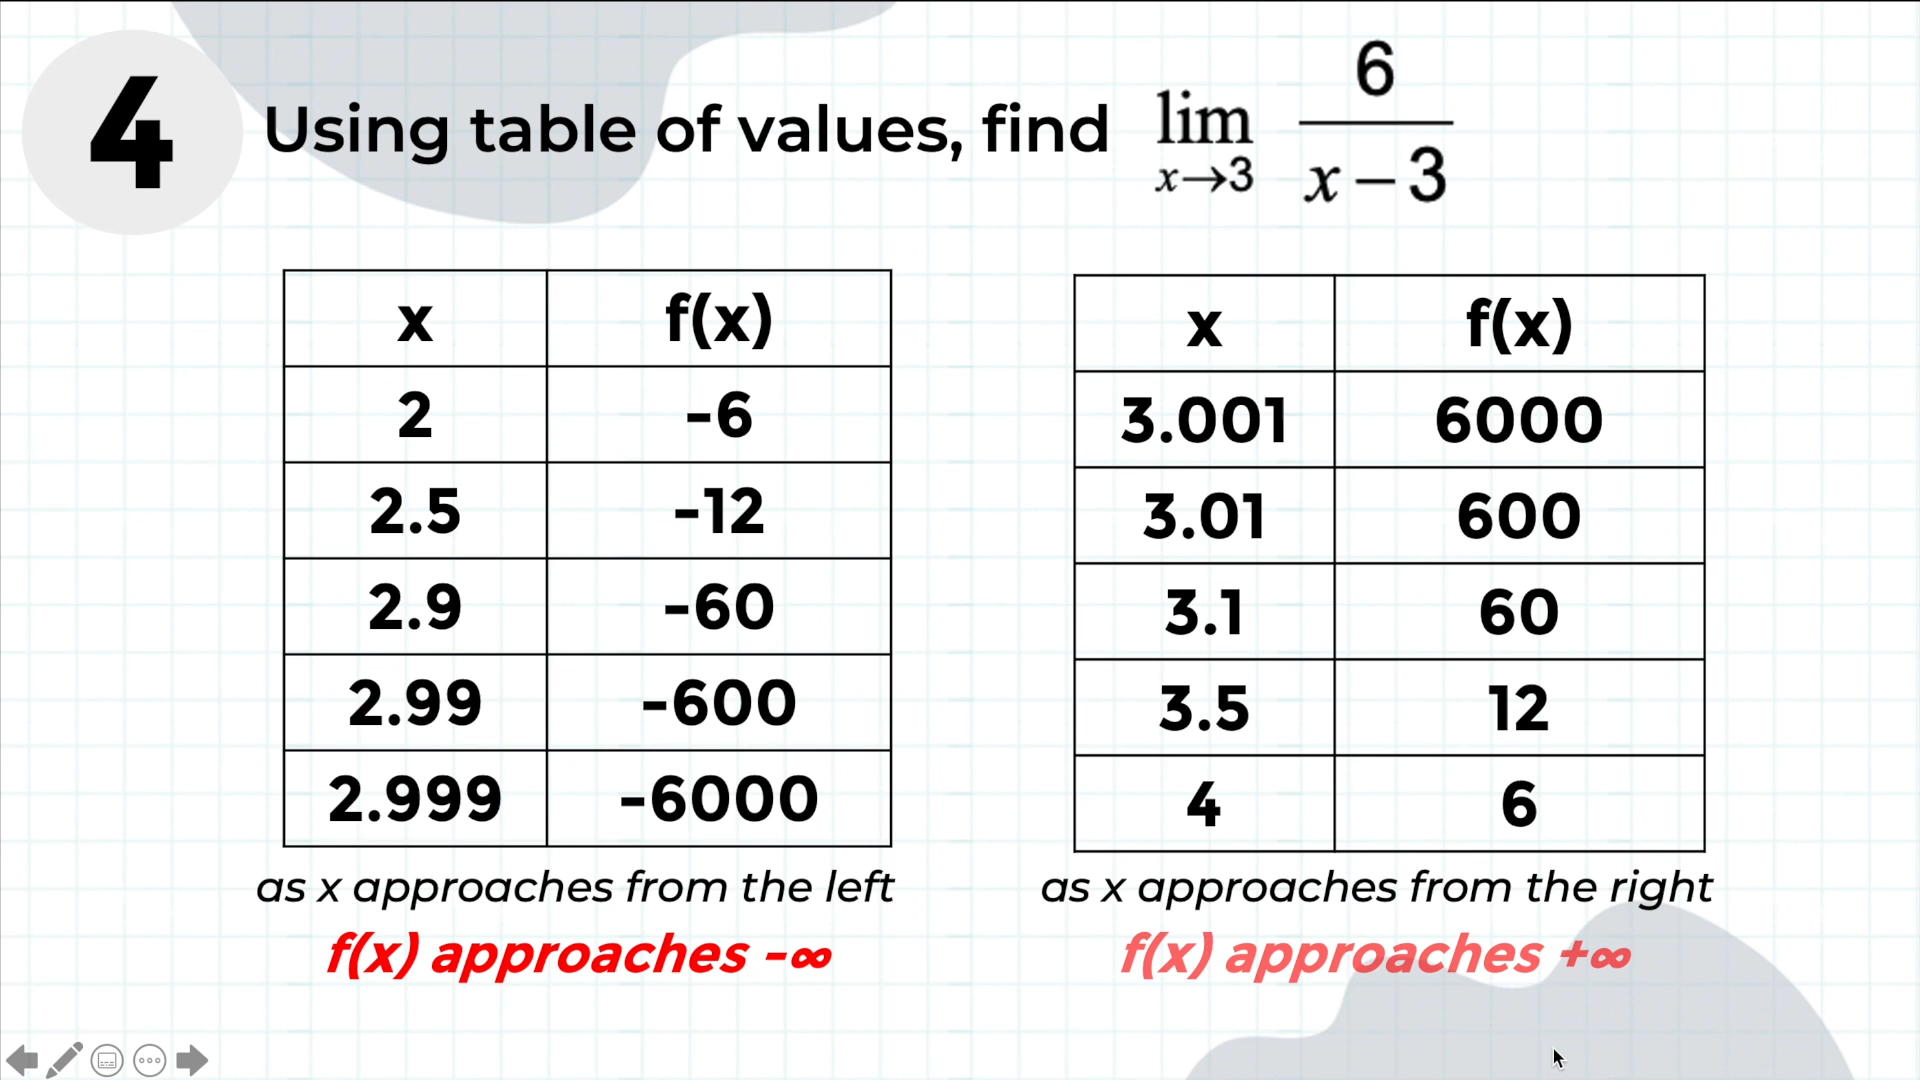 4
Using table of values, find lim x→3 6/(x − 3)
x f(x)
2 -6
2.5 -12
2.9 -60
2.99 -600
2.999 -6000
as x approaches from the left
f(x) approaches -∞
x f(x)
3.001 6000
3.01 600
3.1 60
3.5 12
4 6
as x approaches from the right
f(x) approaches +∞